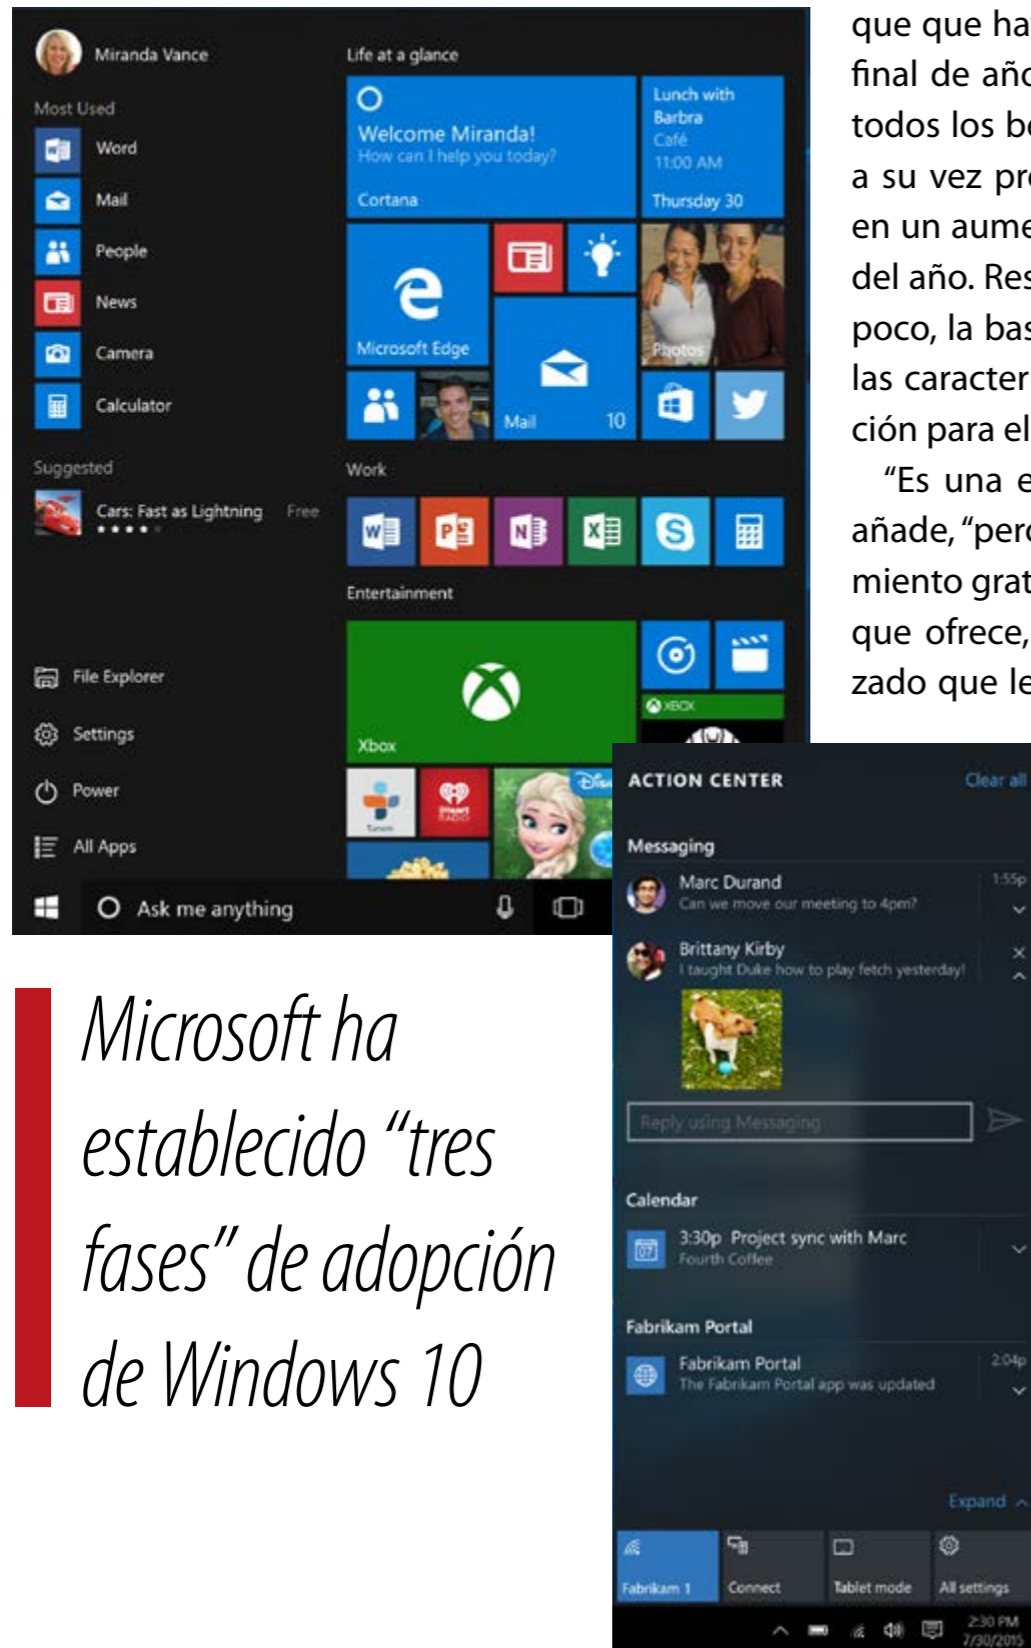 Miranda Vance
Most Used
Word
Mail
People
News
Camera
Calculator
Suggested
Cars: Fast as Lightning Free
File Explorer
Settings
Power
All Apps
Ask me anything
Life at a glance
Welcome Miranda!
How can I help you today?
Cortana
Lunch with
Barbra
Café
11:00 AM
Thursday 30
Microsoft Edge
Photos
Mail 10
Work
Entertainment
Xbox
XBOX
TuneIn
iHeart
RADIO
Disn
que que ha
final de año
todos los
a su vez
en un
del año.
poco, la
las
ción para el
“Es una
añade, “pero
miento
que ofrece,
zado que le
Microsoft ha
establecido “tres
fases” de adopción
de Windows 10
ACTION CENTER Clear all
Messaging
Marc Durand 1:55p
Can we move our meeting to 4pm?
Brittany Kirby
I taught Duke how to play fetch yesterday!
Reply using Messaging
Calendar
3:30p Project sync with Marc
Fourth Coffee
Fabrikam Portal
Fabrikam Portal 2:04p
The Fabrikam Portal app was updated
Expand
Fabrikam 1 Connect Tablet mode All settings
2:30 PM
7/30/2015